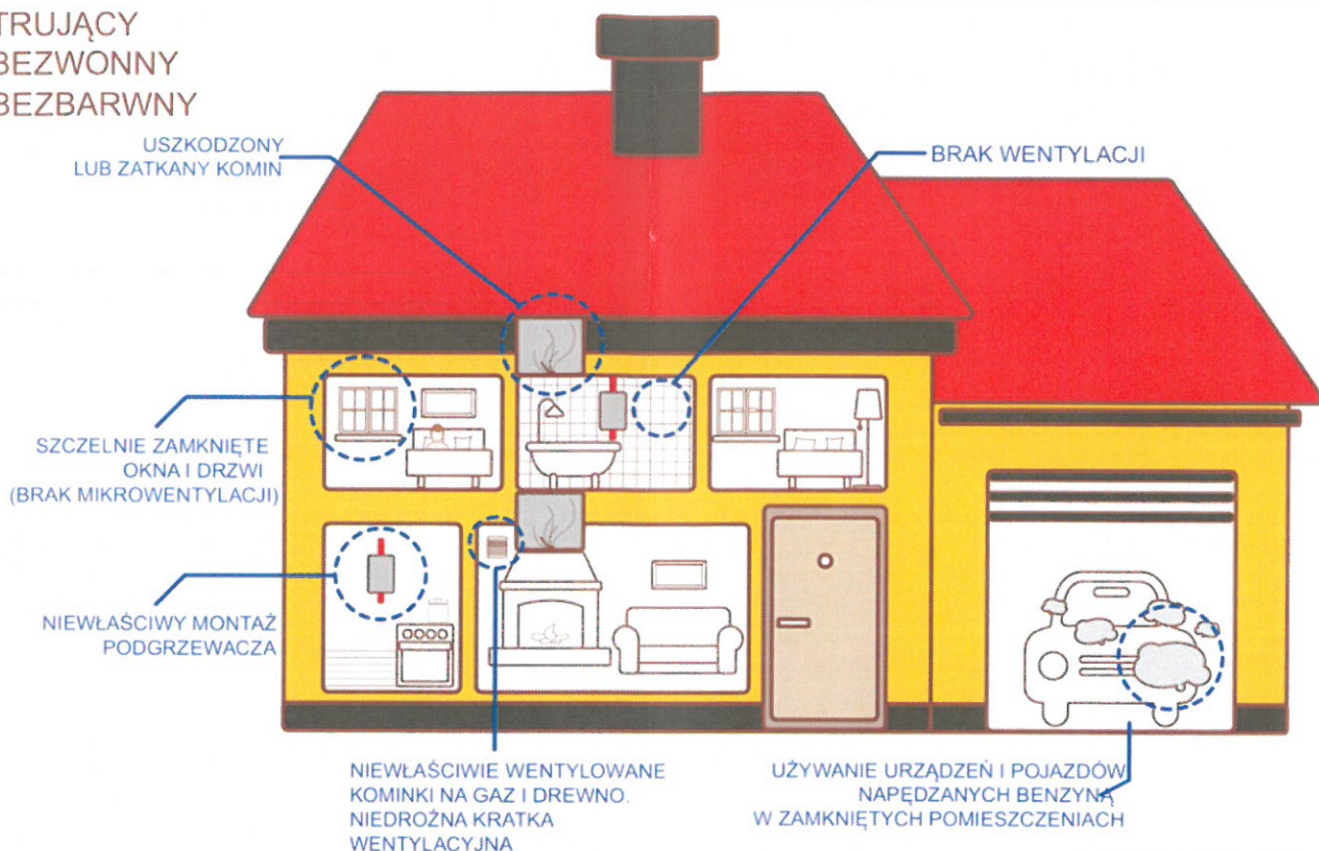 TRUJĄCY
BEZWONNY
BEZBARWNY
USZKODZONY
LUB ZATKANY KOMIN
BRAK WENTYLACJI
SZCZELNIE ZAMKNIĘTE
OKNA I DRZWI
(BRAK MIKROWENTYLACJI)
NIEWŁAŚCIWY MONTAŻ
PODGRZEWACZA
NIEWŁAŚCIWIE WENTYLOWANE
KOMINKI NA GAZ I DREWNO.
NIEDROŻNA KRATKA
WENTYLACYJNA
UŻYWANIE URZĄDZEŃ I POJAZDÓW
NAPĘDZANYCH BENZYNĄ
W ZAMKNIĘTYCH POMIESZCZENIACH